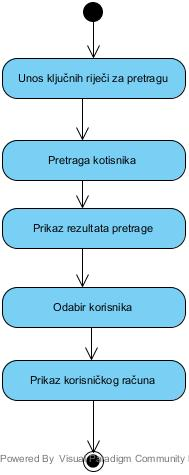 Unos ključnih riječi za pretragu
Pretraga kotisnika
Prikaz rezultata pretrage
Odabir korisnika
Prikaz korisničkog računa
Powered By Visual Paradigm Community